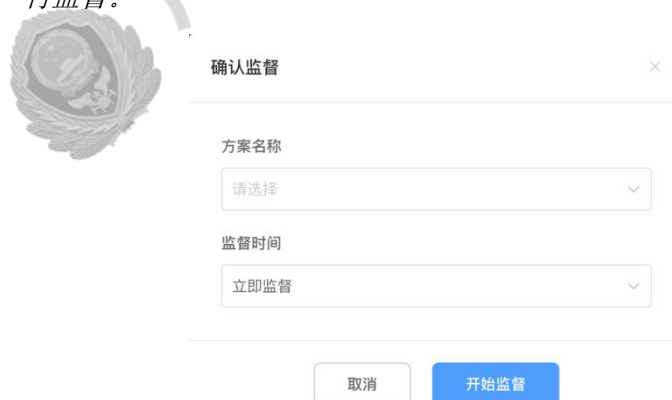 行监督。
确认监督
方案名称
请选择
监督时间
立即监督
取消 开始监督